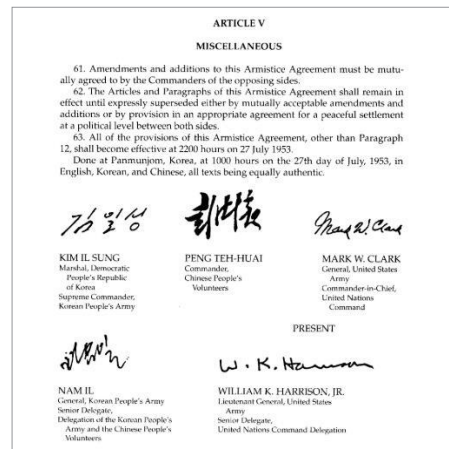 ARTICLE V
MISCELLANEOUS
61. Amendments and additions to this Armistice Agreement must be mutu-
ally agreed to by the Commanders of the opposing sides.
62. The Articles and Paragraphs of this Armistice Agreement shall remain in
effect until expressly superseded either by mutually acceptable amendments and
additions or by provision in an appropriate agreement for a peaceful settlement
at a political level between both sides.
63. All of the provisions of this Armistice Agreement, other than Paragraph
12, shall become effective at 2200 hours on 27 July 1953.
Done at Panmunjom, Korea, at 1000 hours on the 27th day of July, 1953, in
English, Korean, and Chinese, all texts being equally authentic.
김일성
Mark W. Clark
KIM IL SUNG
Marshal, Democratic
People's Republic
of Korea
Supreme Commander,
Korean People's Army
PENG TEH-HUAI
Commander,
Chinese People's
Volunteers
MARK W. CLARK
General, United States
Army
Commander-in-Chief,
United Nations
Command
PRESENT
W. K. Harrison
NAM IL
General, Korean People's Army
Senior Delegate,
Delegation of the Korean People's
Army and the Chinese People's
Volunteers
WILLIAM K. HARRISON, JR.
Lieutenant General, United States
Army
Senior Delegate,
United Nations Command Delegation